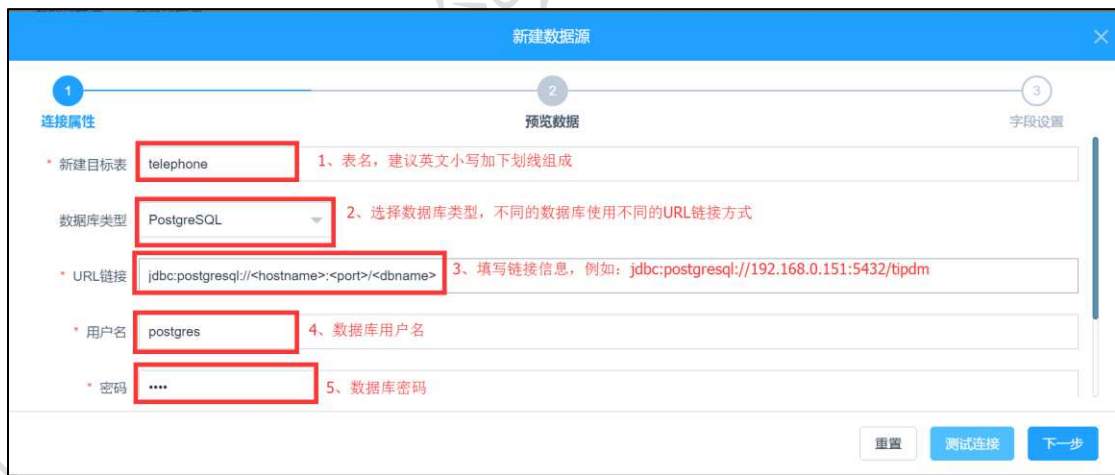 新建数据源
1 2 3
连接属性 预览数据 字段设置
* 新建目标表 telephone 1、表名，建议英文小写加下划线组成
数据库类型 PostgreSQL 2、选择数据库类型，不同的数据库使用不同的URL链接方式
* URL链接 jdbc:postgresql://<hostname>:<port>/<dbname> 3、填写链接信息，例如：jdbc:postgresql://192.168.0.151:5432/tipdm
* 用户名 postgres 4、数据库用户名
* 密码 •••• 5、数据库密码
重置 测试连接 下一步